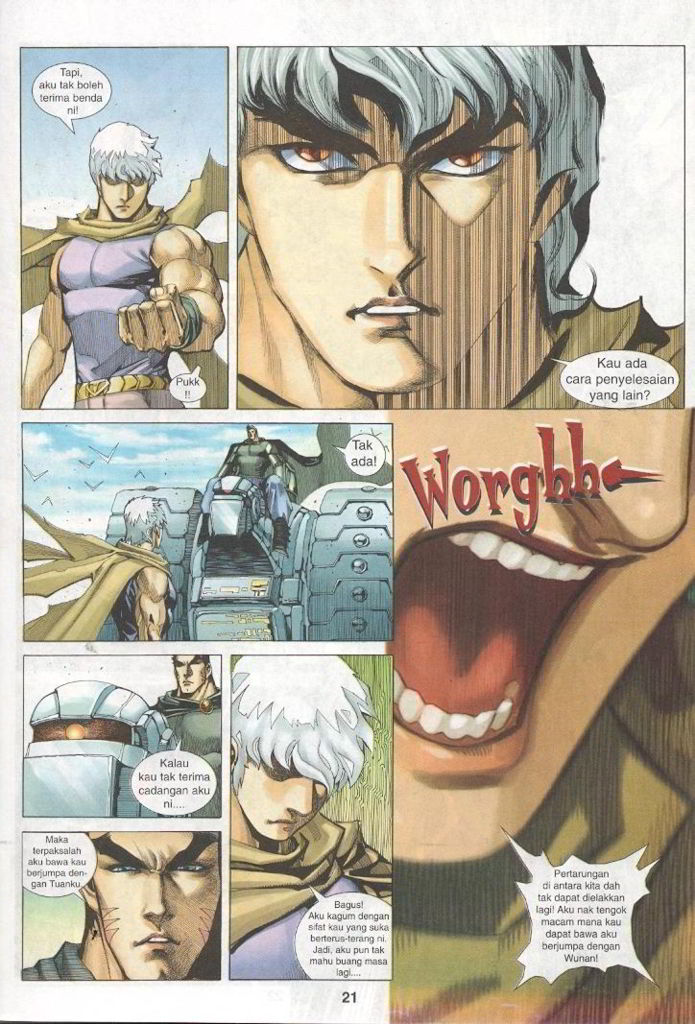 Tapi,
aku tak boleh
terima benda
ni!
Pukk
!!
Kau ada
cara penyelesaian
yang lain?
Tak
ada!
Kalau
kau tak terima
cadangan aku
ni....
Maka
terpaksalah
aku bawa kau
berjumpa den-
gan Tuanku.
Bagus!
Aku kagum dengan
sifat kau yang suka
berterus-terang ni.
Jadi, aku pun tak
mahu buang masa
lagi....
Worghh
Pertarungan
di antara kita dah
tak dapat dielakkan
lagi! Aku nak tengok
macam mana kau
dapat bawa aku
berjumpa dengan
Wunan!
21